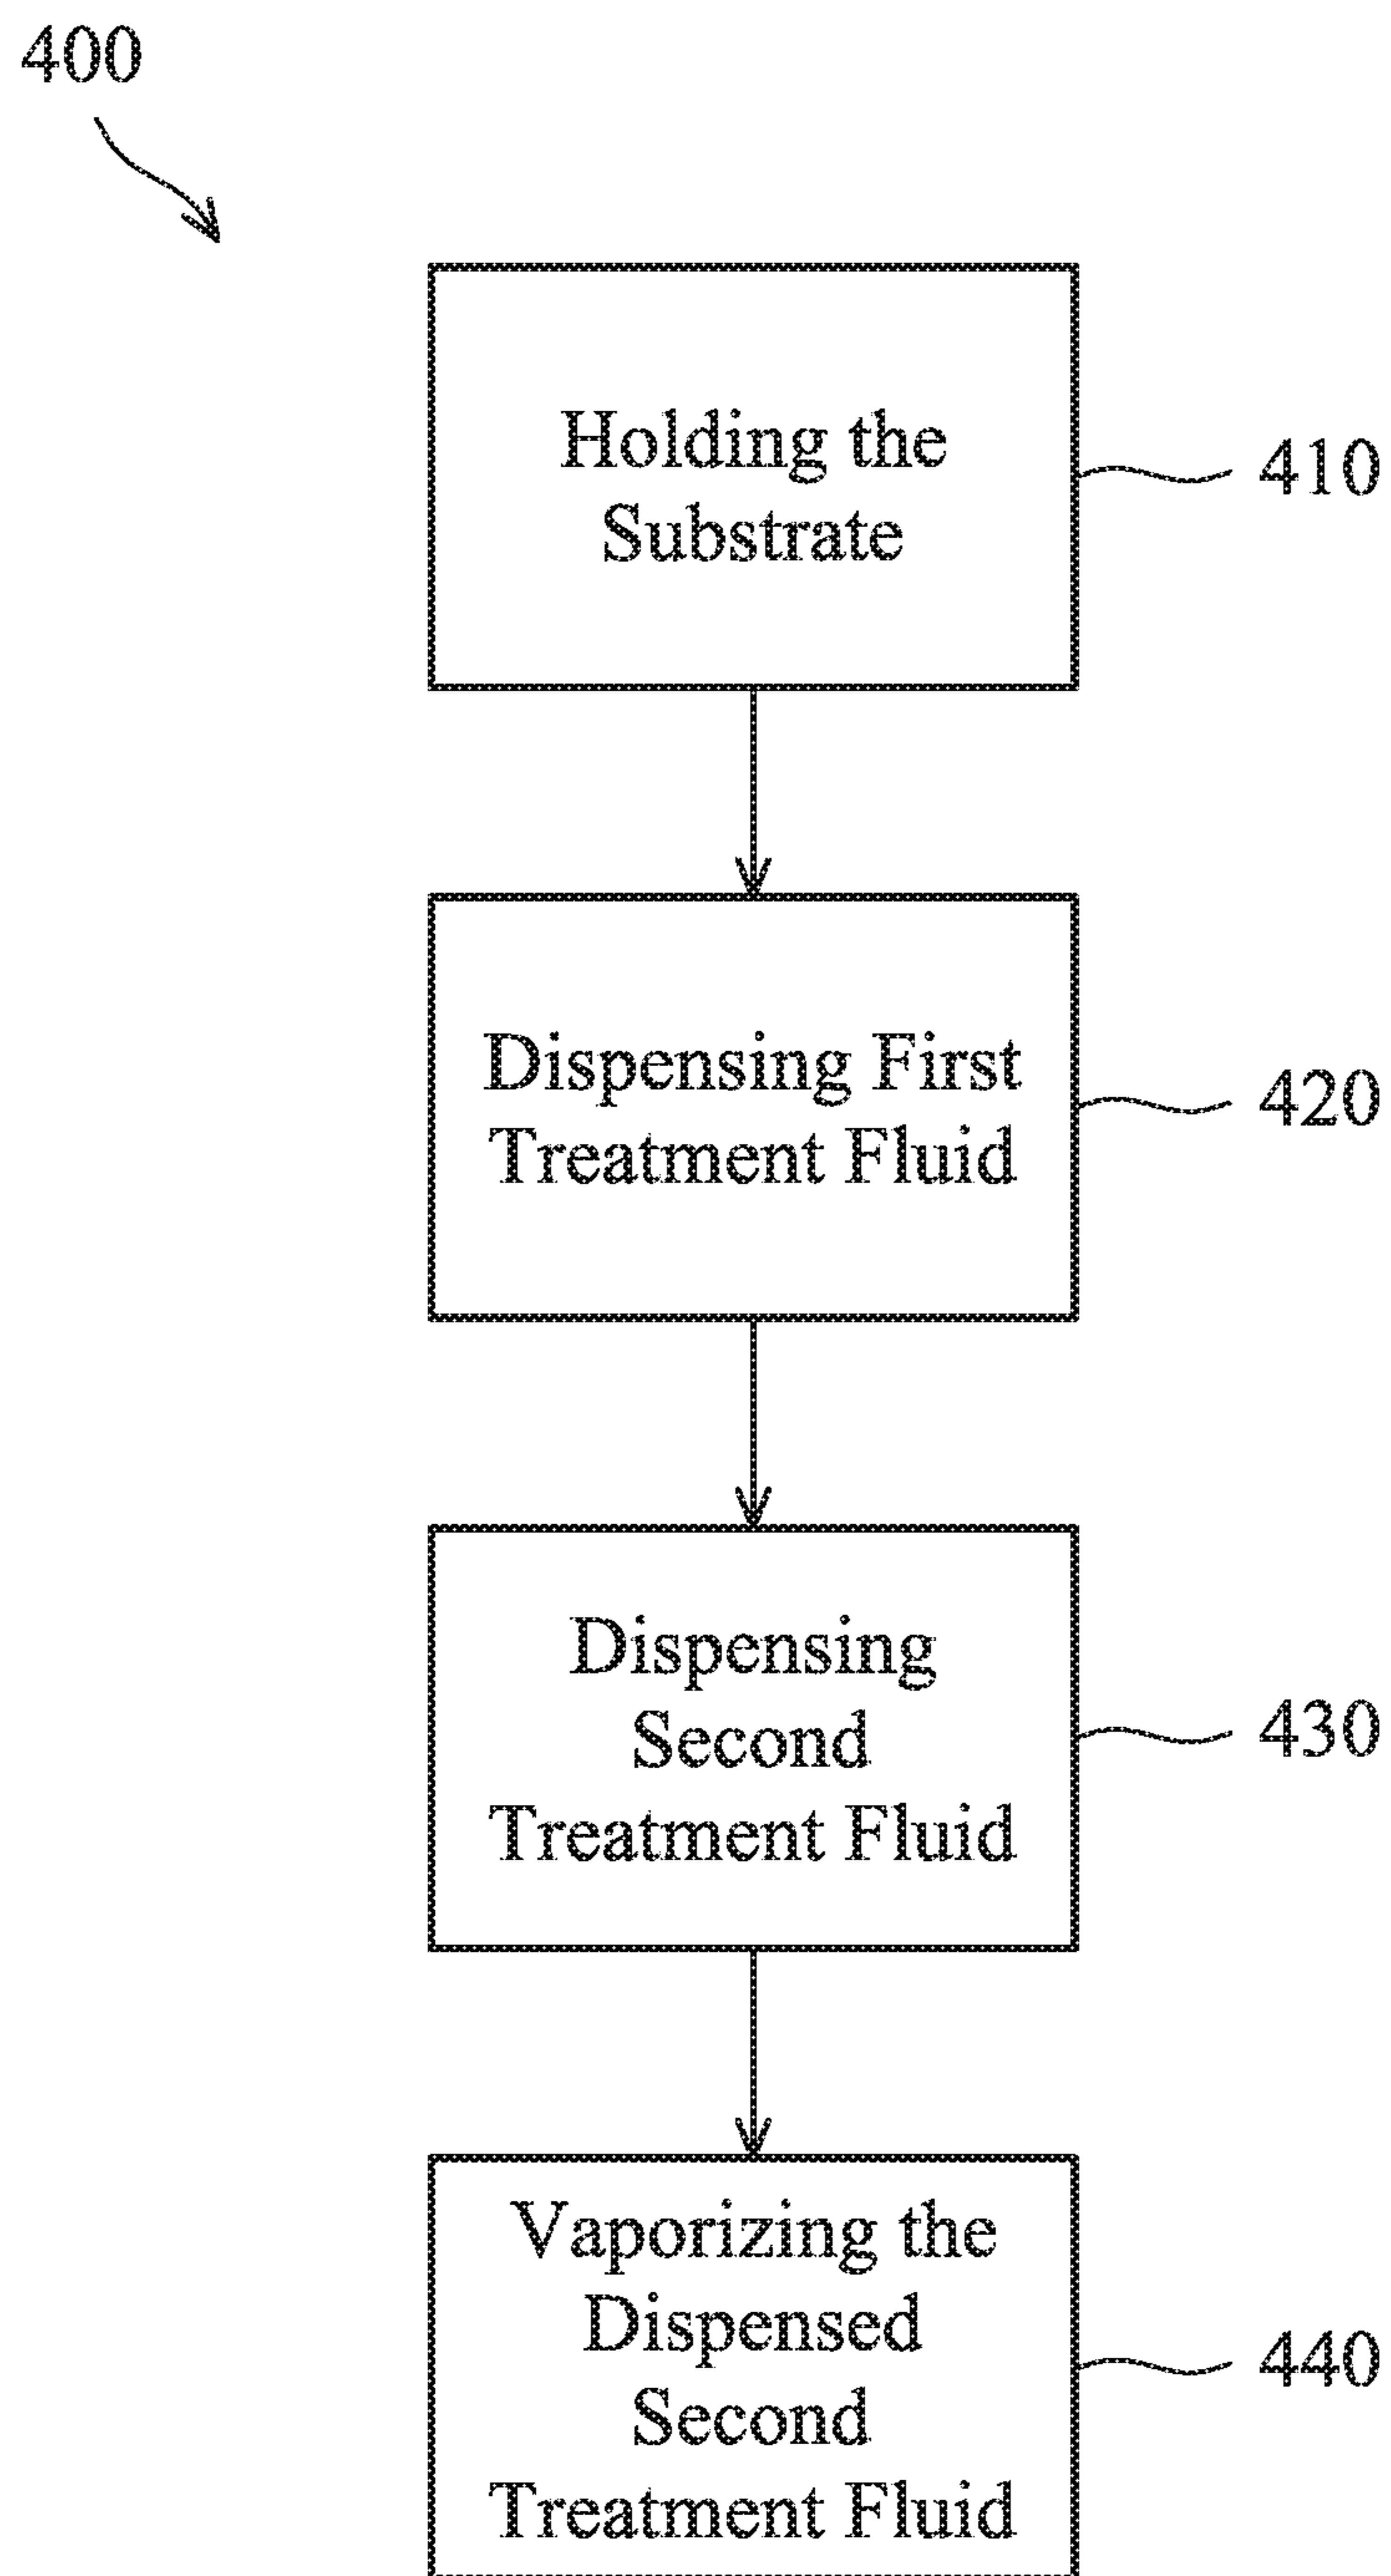 400
Holding the
Substrate
410
Dispensing First
Treatment Fluid
420
Dispensing
Second
Treatment Fluid
430
Vaporizing the
Dispensed
Second
Treatment Fluid
440